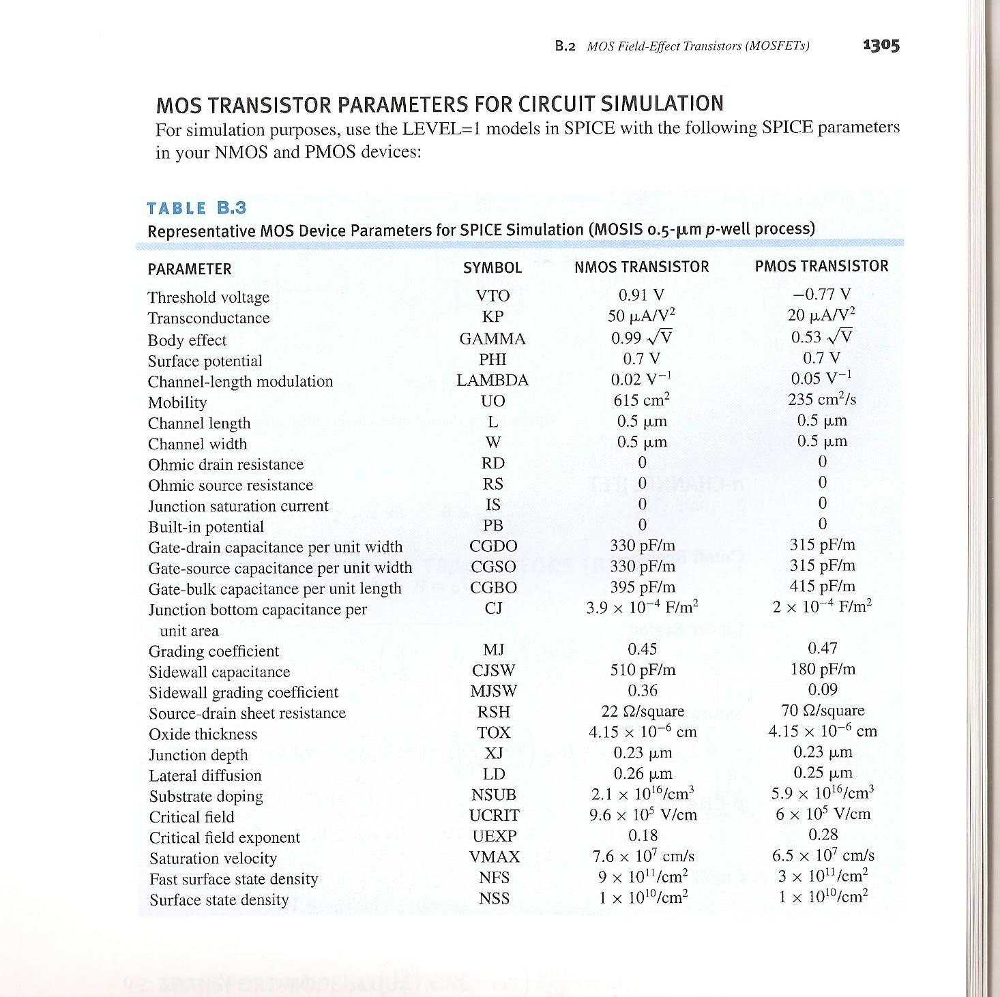 B.2 MOS Field-Effect Transistors (MOSFETs) 1305
MOS TRANSISTOR PARAMETERS FOR CIRCUIT SIMULATION
For simulation purposes, use the LEVEL=1 models in SPICE with the following SPICE parameters
in your NMOS and PMOS devices:
TABLE B.3
Representative MOS Device Parameters for SPICE Simulation (MOSIS 0.5-μm p-well process)
PARAMETER SYMBOL NMOS TRANSISTOR PMOS TRANSISTOR
Threshold voltage VTO 0.91 V −0.77 V
Transconductance KP 50 μA/V² 20 μA/V²
Body effect GAMMA 0.99 √V 0.53 √V
Surface potential PHI 0.7 V 0.7 V
Channel-length modulation LAMBDA 0.02 V⁻¹ 0.05 V⁻¹
Mobility UO 615 cm² 235 cm²/s
Channel length L 0.5 μm 0.5 μm
Channel width W 0.5 μm 0.5 μm
Ohmic drain resistance RD 0 0
Ohmic source resistance RS 0 0
Junction saturation current IS 0 0
Built-in potential PB 0 0
Gate-drain capacitance per unit width CGDO 330 pF/m 315 pF/m
Gate-source capacitance per unit width CGSO 330 pF/m 315 pF/m
Gate-bulk capacitance per unit length CGBO 395 pF/m 415 pF/m
Junction bottom capacitance per CJ 3.9 × 10⁻⁴ F/m² 2 × 10⁻⁴ F/m²
unit area
Grading coefficient MJ 0.45 0.47
Sidewall capacitance CJSW 510 pF/m 180 pF/m
Sidewall grading coefficient MJSW 0.36 0.09
Source-drain sheet resistance RSH 22 Ω/square 70 Ω/square
Oxide thickness TOX 4.15 × 10⁻⁶ cm 4.15 × 10⁻⁶ cm
Junction depth XJ 0.23 μm 0.23 μm
Lateral diffusion LD 0.26 μm 0.25 μm
Substrate doping NSUB 2.1 × 10¹⁶/cm³ 5.9 × 10¹⁶/cm³
Critical field UCRIT 9.6 × 10⁵ V/cm 6 × 10⁵ V/cm
Critical field exponent UEXP 0.18 0.28
Saturation velocity VMAX 7.6 × 10⁷ cm/s 6.5 × 10⁷ cm/s
Fast surface state density NFS 9 × 10¹¹/cm² 3 × 10¹¹/cm²
Surface state density NSS 1 × 10¹⁰/cm² 1 × 10¹⁰/cm²